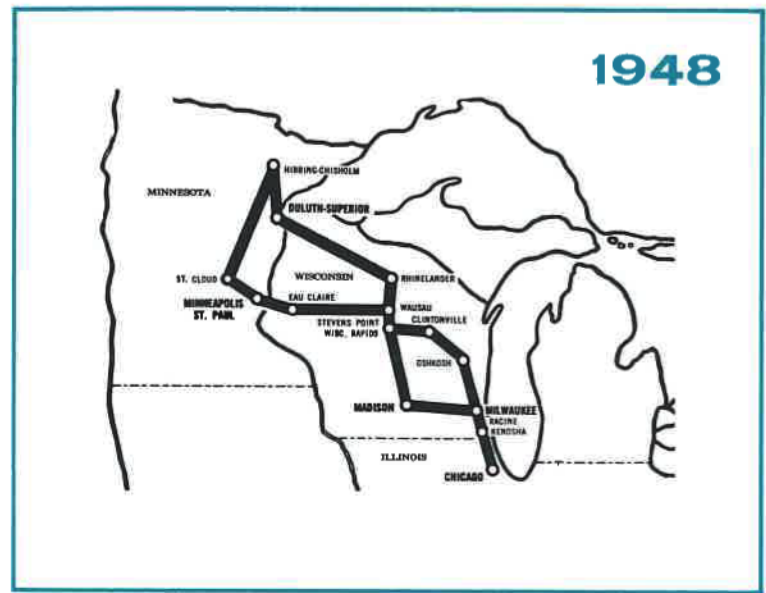 1948
HIBBING-CHISHOLM
MINNESOTA
DULUTH-SUPERIOR
ST. CLOUD
WISCONSIN
RHINELANDER
MINNEAPOLIS
ST. PAUL
EAU CLAIRE
WAUSAU
STEVENS POINT
WISC. RAPIDS
CLINTONVILLE
OSHKOSH
MADISON
MILWAUKEE
RACINE
KENOSHA
ILLINOIS
CHICAGO